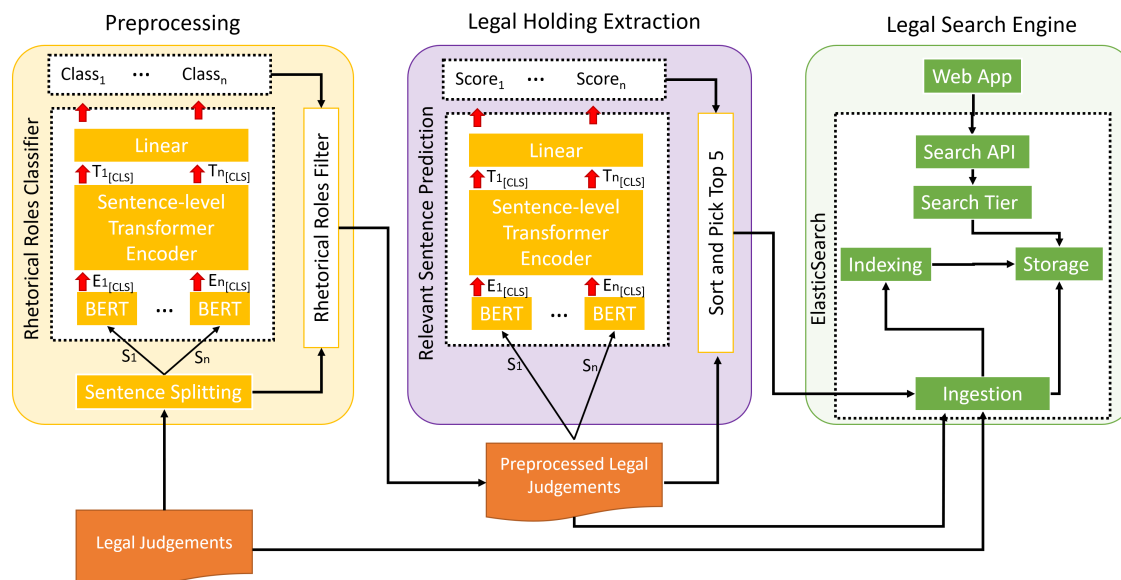 Preprocessing
Legal Holding Extraction
Legal Search Engine
Class1 ... Classn
Rhetorical Roles Classifier
Linear
T1[CLS] Tn[CLS]
Sentence-level
Transformer
Encoder
E1[CLS] En[CLS]
BERT ... BERT
S1 Sn
Sentence Splitting
Rhetorical Roles Filter
Legal Judgements
Score1 ... Scoren
Relevant Sentence Prediction
Linear
T1[CLS] Tn[CLS]
Sentence-level
Transformer
Encoder
E1[CLS] En[CLS]
BERT ... BERT
S1 Sn
Sort and Pick Top 5
Preprocessed Legal
Judgements
Web App
ElasticSearch
Search API
Search Tier
Indexing
Storage
Ingestion